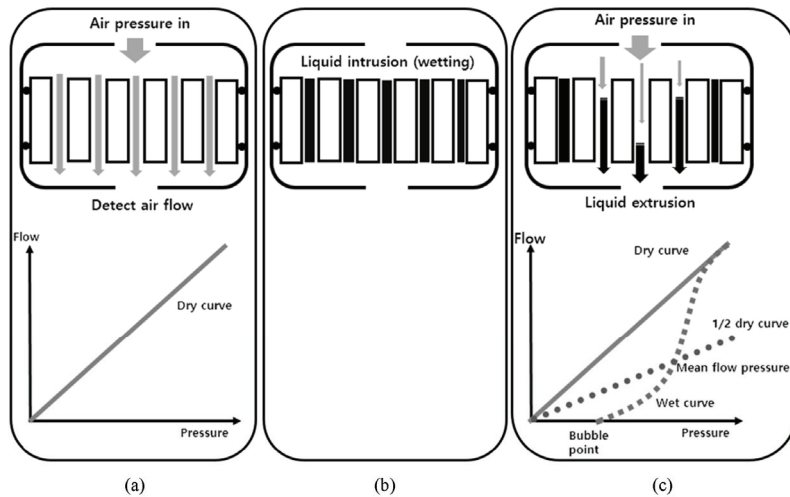 Air pressure in
Detect air flow
Flow
Dry curve
Pressure
(a)
Liquid intrusion (wetting)
(b)
Air pressure in
Liquid extrusion
Flow
Dry curve
1/2 dry curve
Mean flow pressure
Wet curve
Bubble
point
Pressure
(c)